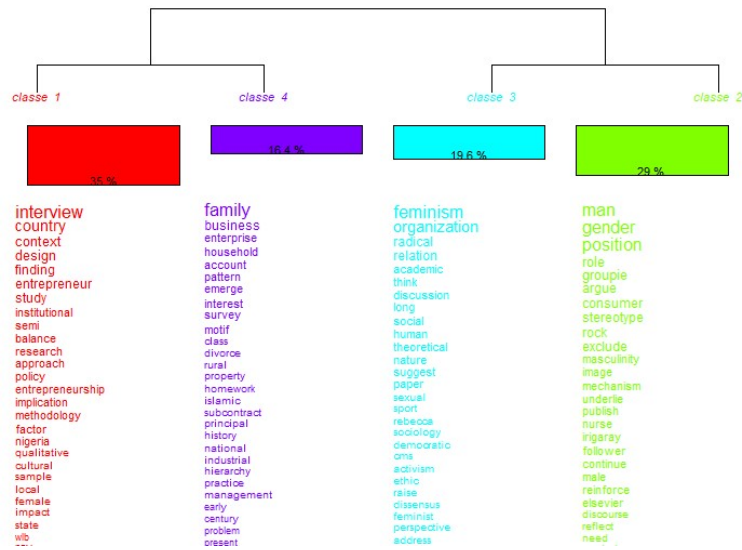 classe 1
classe 4
classe 3
classe 2
35 %
16.4 %
19.6 %
29 %
interview
country
context
design
finding
entrepreneur
study
institutional
semi
balance
research
approach
policy
entrepreneurship
implication
methodology
factor
nigeria
qualitative
cultural
sample
local
female
impact
state
wlb
family
business
enterprise
household
account
pattern
emerge
interest
survey
motif
class
divorce
rural
property
homework
islamic
subcontract
principal
history
national
industrial
hierarchy
practice
management
early
century
problem
present
feminism
organization
radical
relation
academic
think
discussion
long
social
human
theoretical
nature
suggest
paper
sexual
sport
rebecca
sociology
democratic
cms
activism
ethic
raise
dissensus
feminist
perspective
address
man
gender
position
role
groupie
argue
consumer
stereotype
rock
exclude
masculinity
image
mechanism
underlie
publish
nurse
irigaray
follower
continue
male
reinforce
elsevier
discourse
reflect
need